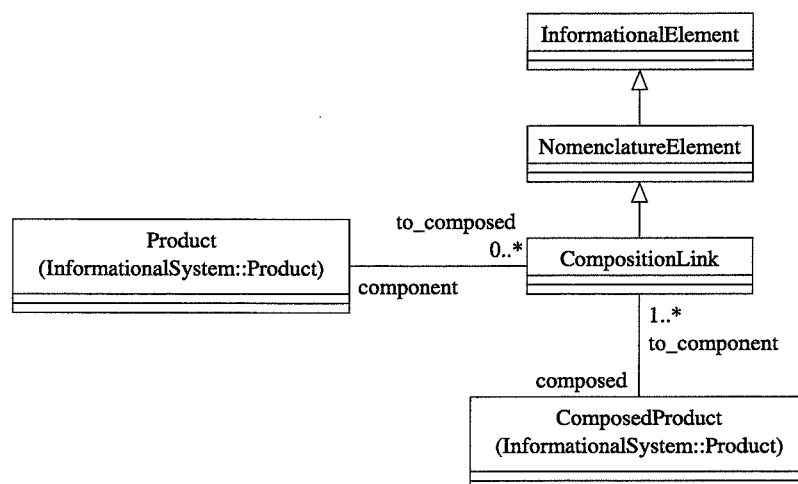 InformationalElement
NomenclatureElement
to_composed
Product
(InformationalSystem::Product)
0..*
CompositionLink
component
1..*
to_component
composed
ComposedProduct
(InformationalSystem::Product)